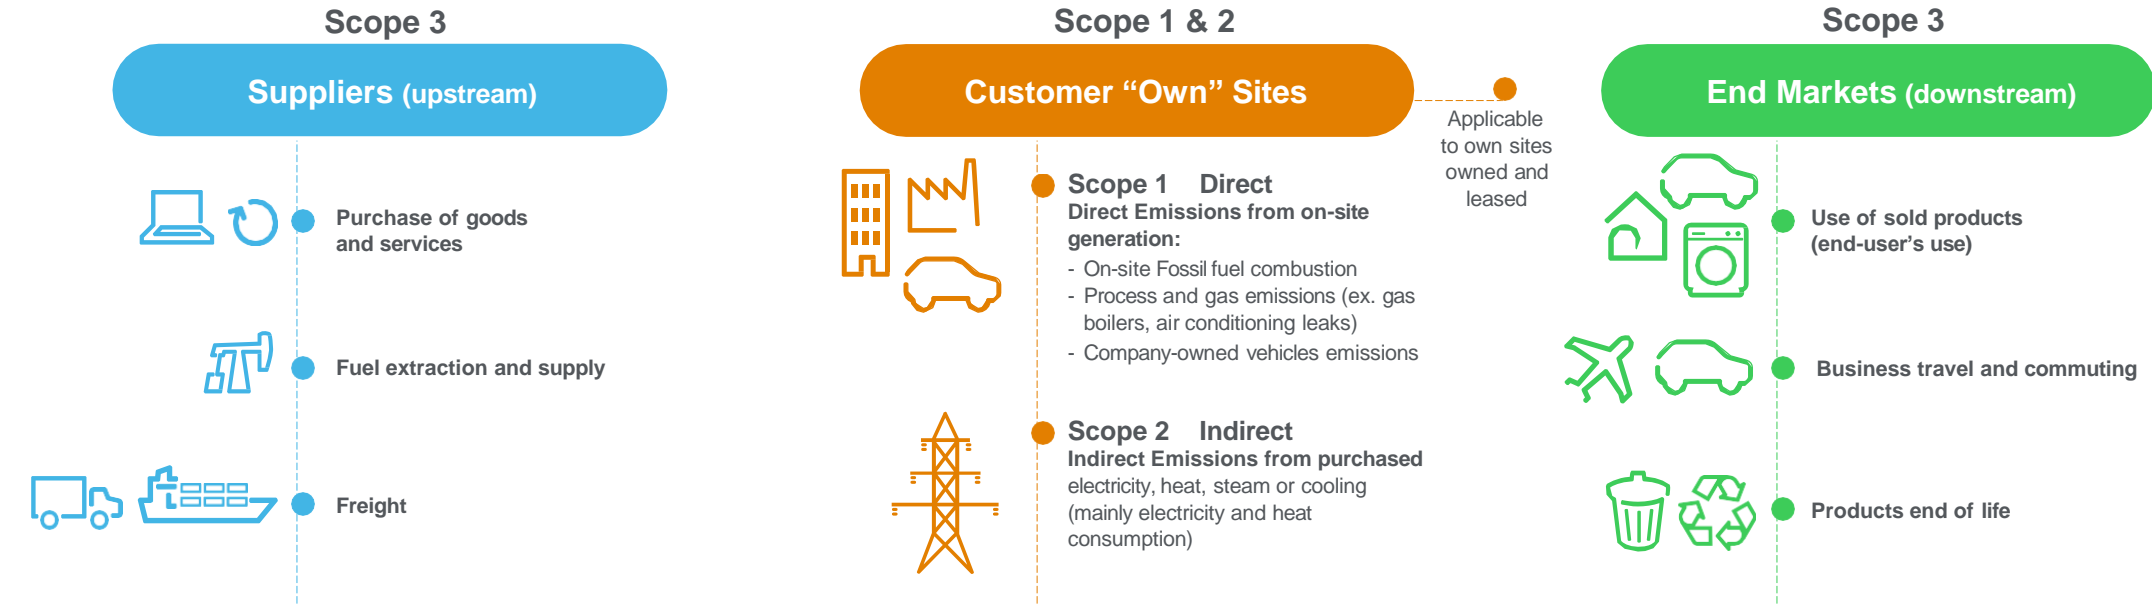 Scope 3
Suppliers (upstream)
Purchase of goods
and services
Fuel extraction and supply
Freight
Scope 1 & 2
Customer “Own” Sites
Applicable
to own sites
owned and
leased
Scope 1 Direct
Direct Emissions from on-site
generation:
- On-site Fossil fuel combustion
- Process and gas emissions (ex. gas
boilers, air conditioning leaks)
- Company-owned vehicles emissions
Scope 2 Indirect
Indirect Emissions from purchased
electricity, heat, steam or cooling
(mainly electricity and heat
consumption)
Scope 3
End Markets (downstream)
Use of sold products
(end-user’s use)
Business travel and commuting
Products end of life